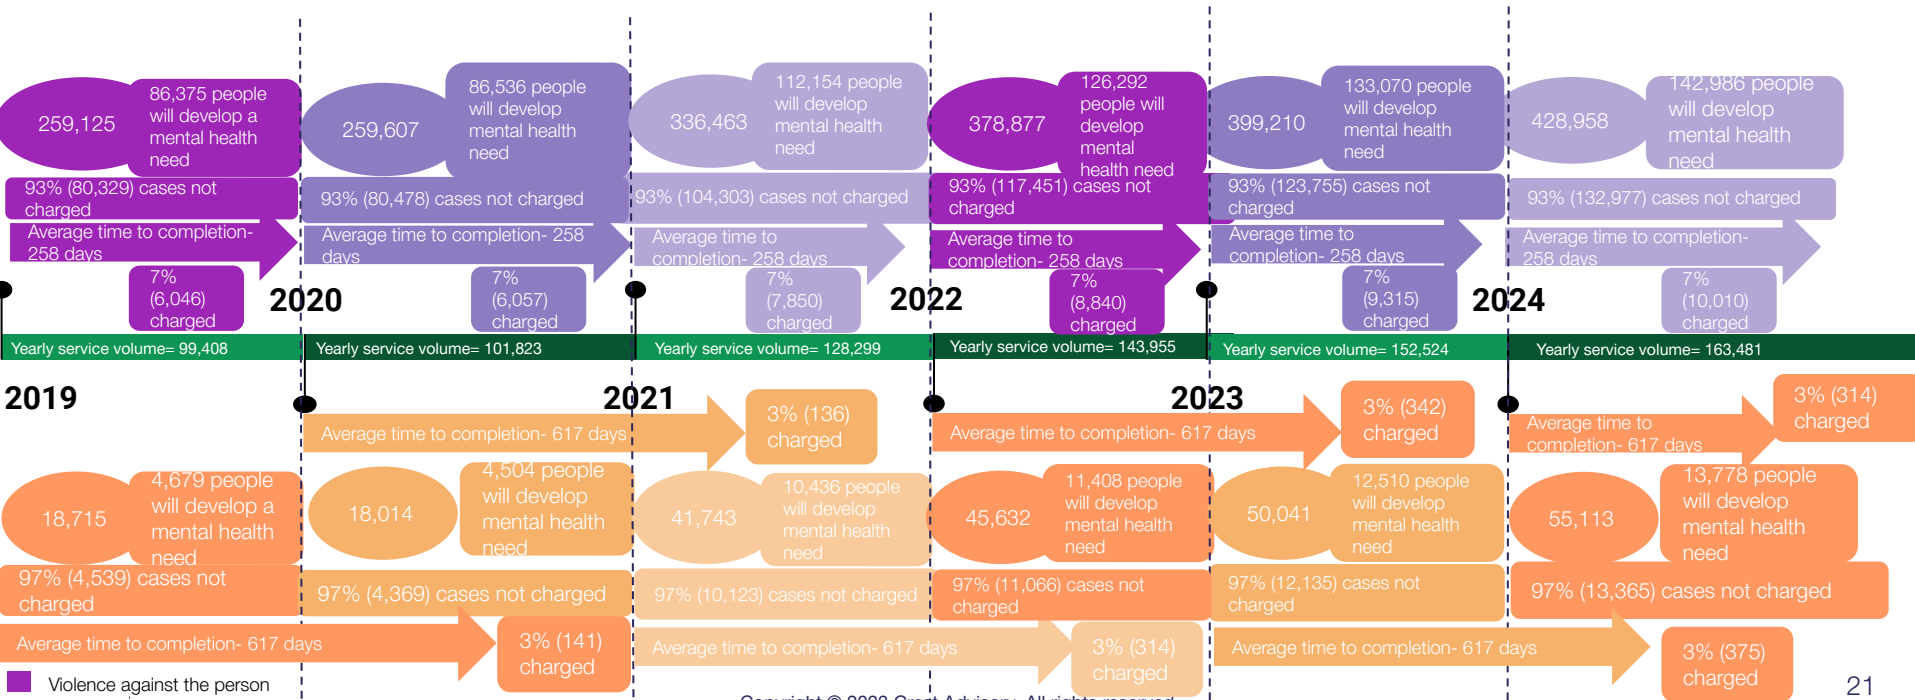 259,125
86,375 people
will develop a
mental health
need
93% (80,329) cases not
charged
Average time to completion-
258 days
7%
(6,046)
charged
259,607
86,536 people
will develop
mental health
need
93% (80,478) cases not charged
Average time to completion- 258
days
7%
(6,057)
charged
336,463
112,154 people
will develop
mental health
need
93% (104,303) cases not charged
Average time to
completion- 258 days
7%
(7,850)
charged
378,877
126,292
people will
develop
mental
health need
93% (117,451) cases not
charged
Average time to
completion- 258 days
7%
(8,840)
charged
399,210
133,070 people
will develop
mental health
need
93% (123,755) cases not
charged
Average time to
completion- 258 days
7%
(9,315)
charged
428,958
142,986 people
will develop
mental health
need
93% (132,977) cases not charged
Average time to completion-
258 days
7%
(10,010)
charged
2020
2022
2024
Yearly service volume= 99,408
Yearly service volume= 101,823
Yearly service volume= 128,299
Yearly service volume= 143,955
Yearly service volume= 152,524
Yearly service volume= 163,481
2019
2021
2023
Average time to completion- 617 days
3% (136)
charged
Average time to completion- 617 days
3% (342)
charged
Average time to
completion- 617 days
3% (314)
charged
18,715
4,679 people
will develop a
mental health
need
97% (4,539) cases not
charged
Average time to completion- 617 days
3% (141)
charged
18,014
4,504 people
will develop
mental health
need
97% (4,369) cases not charged
41,743
10,436 people
will develop
mental health
need
97% (10,123) cases not charged
Average time to completion- 617 days
3% (314)
charged
45,632
11,408 people
will develop
mental health
need
97% (11,066) cases not
charged
50,041
12,510 people
will develop
mental health
need
97% (12,135) cases not
charged
Average time to completion- 617 days
3% (375)
charged
55,113
13,778 people
will develop
mental health
need
97% (13,365) cases not charged
Violence against the person
Advisory. All rights reserved
21